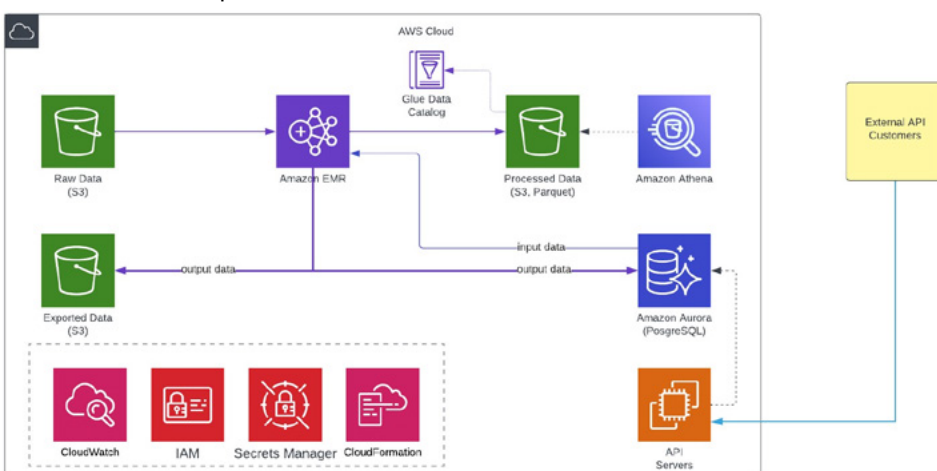 AWS Cloud
Glue Data
Catalog
External API
Customers
Raw Data
(S3)
Amazon EMR
Processed Data
(S3, Parquet)
Amazon Athena
input data
output data
output data
Exported Data
(S3)
Amazon Aurora
(PosgreSQL)
CloudWatch
IAM
Secrets Manager
CloudFormation
API
Servers